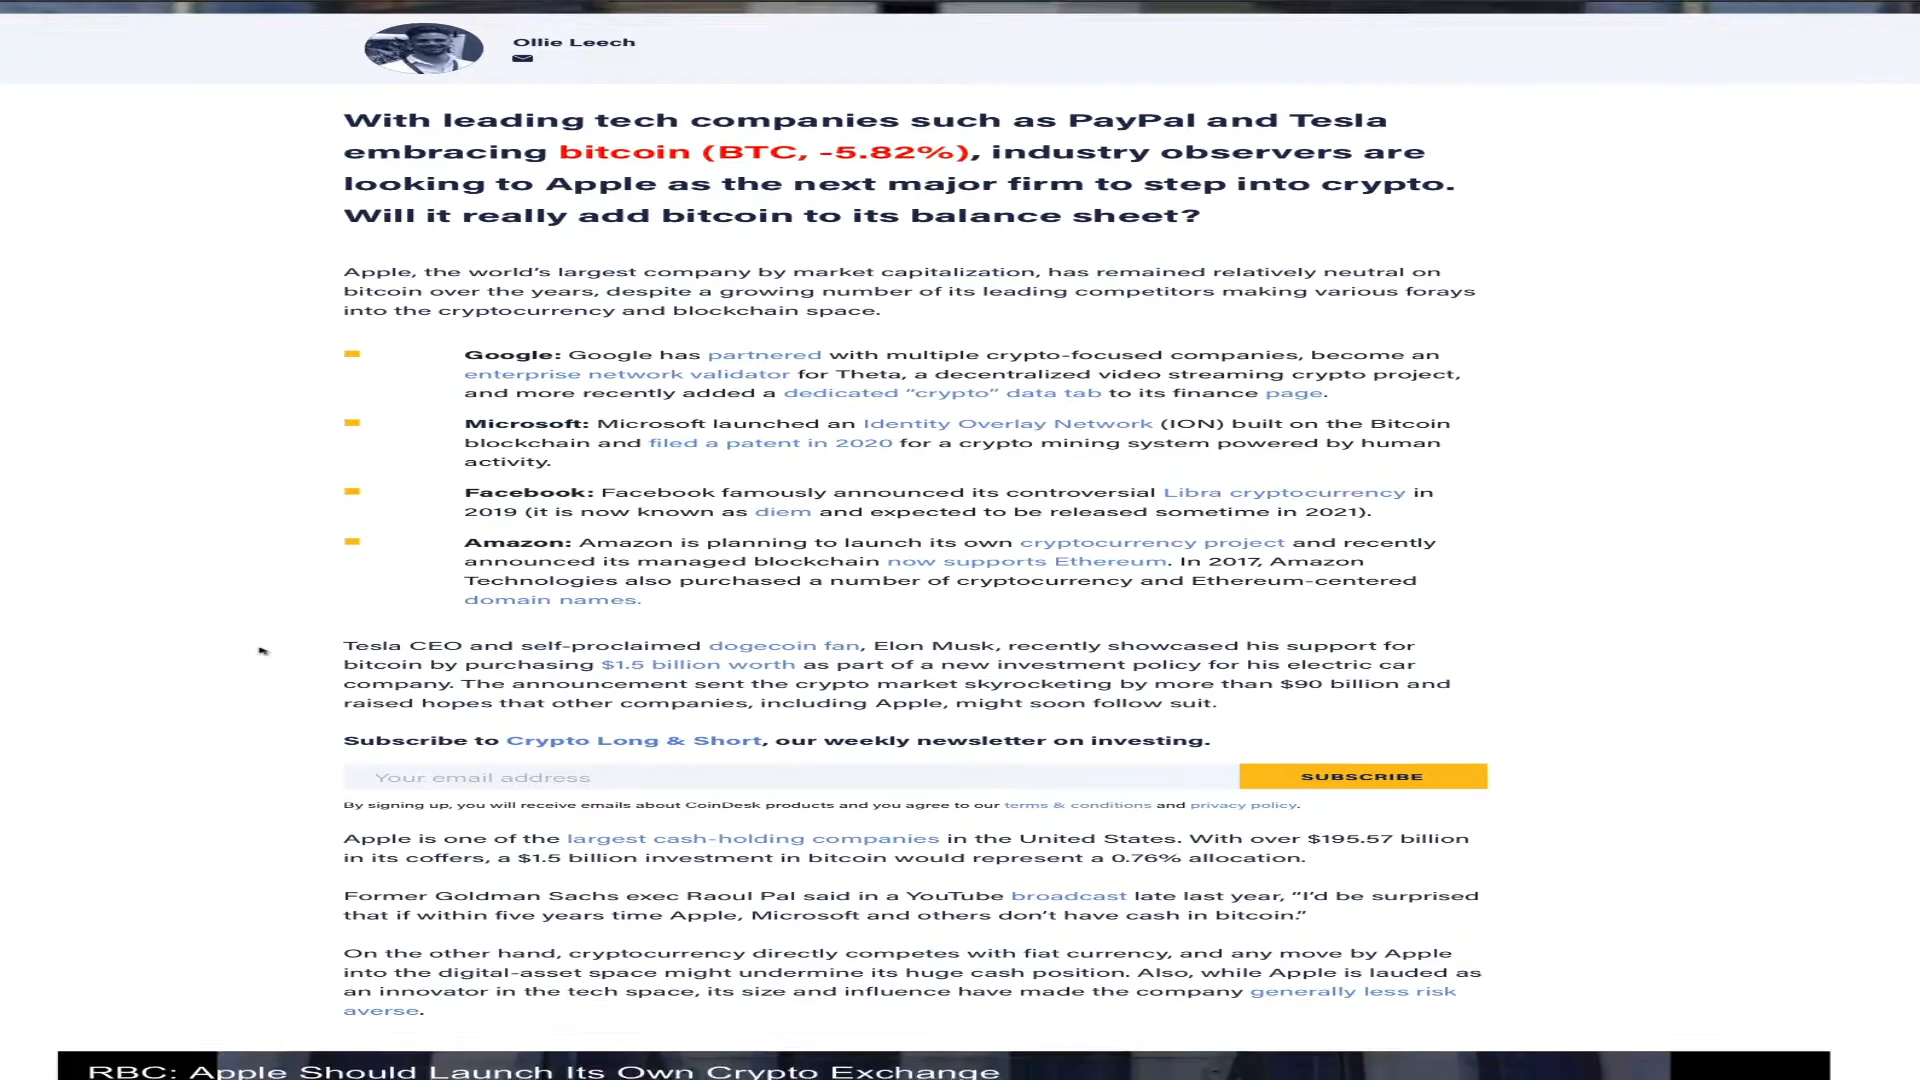 Ollie Leech
With leading tech companies such as PayPal and Tesla
embracing bitcoin (BTC, -5.82%), industry observers are
looking to Apple as the next major firm to step into crypto.
Will it really add bitcoin to its balance sheet?
Apple, the world’s largest company by market capitalization, has remained relatively neutral on
bitcoin over the years, despite a growing number of its leading competitors making various forays
into the cryptocurrency and blockchain space.
Google: Google has partnered with multiple crypto-focused companies, become an
enterprise network validator for Theta, a decentralized video streaming crypto project,
and more recently added a dedicated “crypto” data tab to its finance page.
Microsoft: Microsoft launched an Identity Overlay Network (ION) built on the Bitcoin
blockchain and filed a patent in 2020 for a crypto mining system powered by human
activity.
Facebook: Facebook famously announced its controversial Libra cryptocurrency in
2019 (it is now known as diem and expected to be released sometime in 2021).
Amazon: Amazon is planning to launch its own cryptocurrency project and recently
announced its managed blockchain now supports Ethereum. In 2017, Amazon
Technologies also purchased a number of cryptocurrency and Ethereum-centered
domain names.
Tesla CEO and self-proclaimed dogecoin fan, Elon Musk, recently showcased his support for
bitcoin by purchasing $1.5 billion worth as part of a new investment policy for his electric car
company. The announcement sent the crypto market skyrocketing by more than $90 billion and
raised hopes that other companies, including Apple, might soon follow suit.
Subscribe to Crypto Long & Short, our weekly newsletter on investing.
Your email address
SUBSCRIBE
By signing up, you will receive emails about CoinDesk products and you agree to our terms & conditions and privacy policy.
Apple is one of the largest cash-holding companies in the United States. With over $195.57 billion
in its coffers, a $1.5 billion investment in bitcoin would represent a 0.76% allocation.
Former Goldman Sachs exec Raoul Pal said in a YouTube broadcast late last year, “I’d be surprised
that if within five years time Apple, Microsoft and others don’t have cash in bitcoin.”
On the other hand, cryptocurrency directly competes with fiat currency, and any move by Apple
into the digital-asset space might undermine its huge cash position. Also, while Apple is lauded as
an innovator in the tech space, its size and influence have made the company generally less risk
averse.
RBC: Apple Should Launch Its Own Crypto Exchange